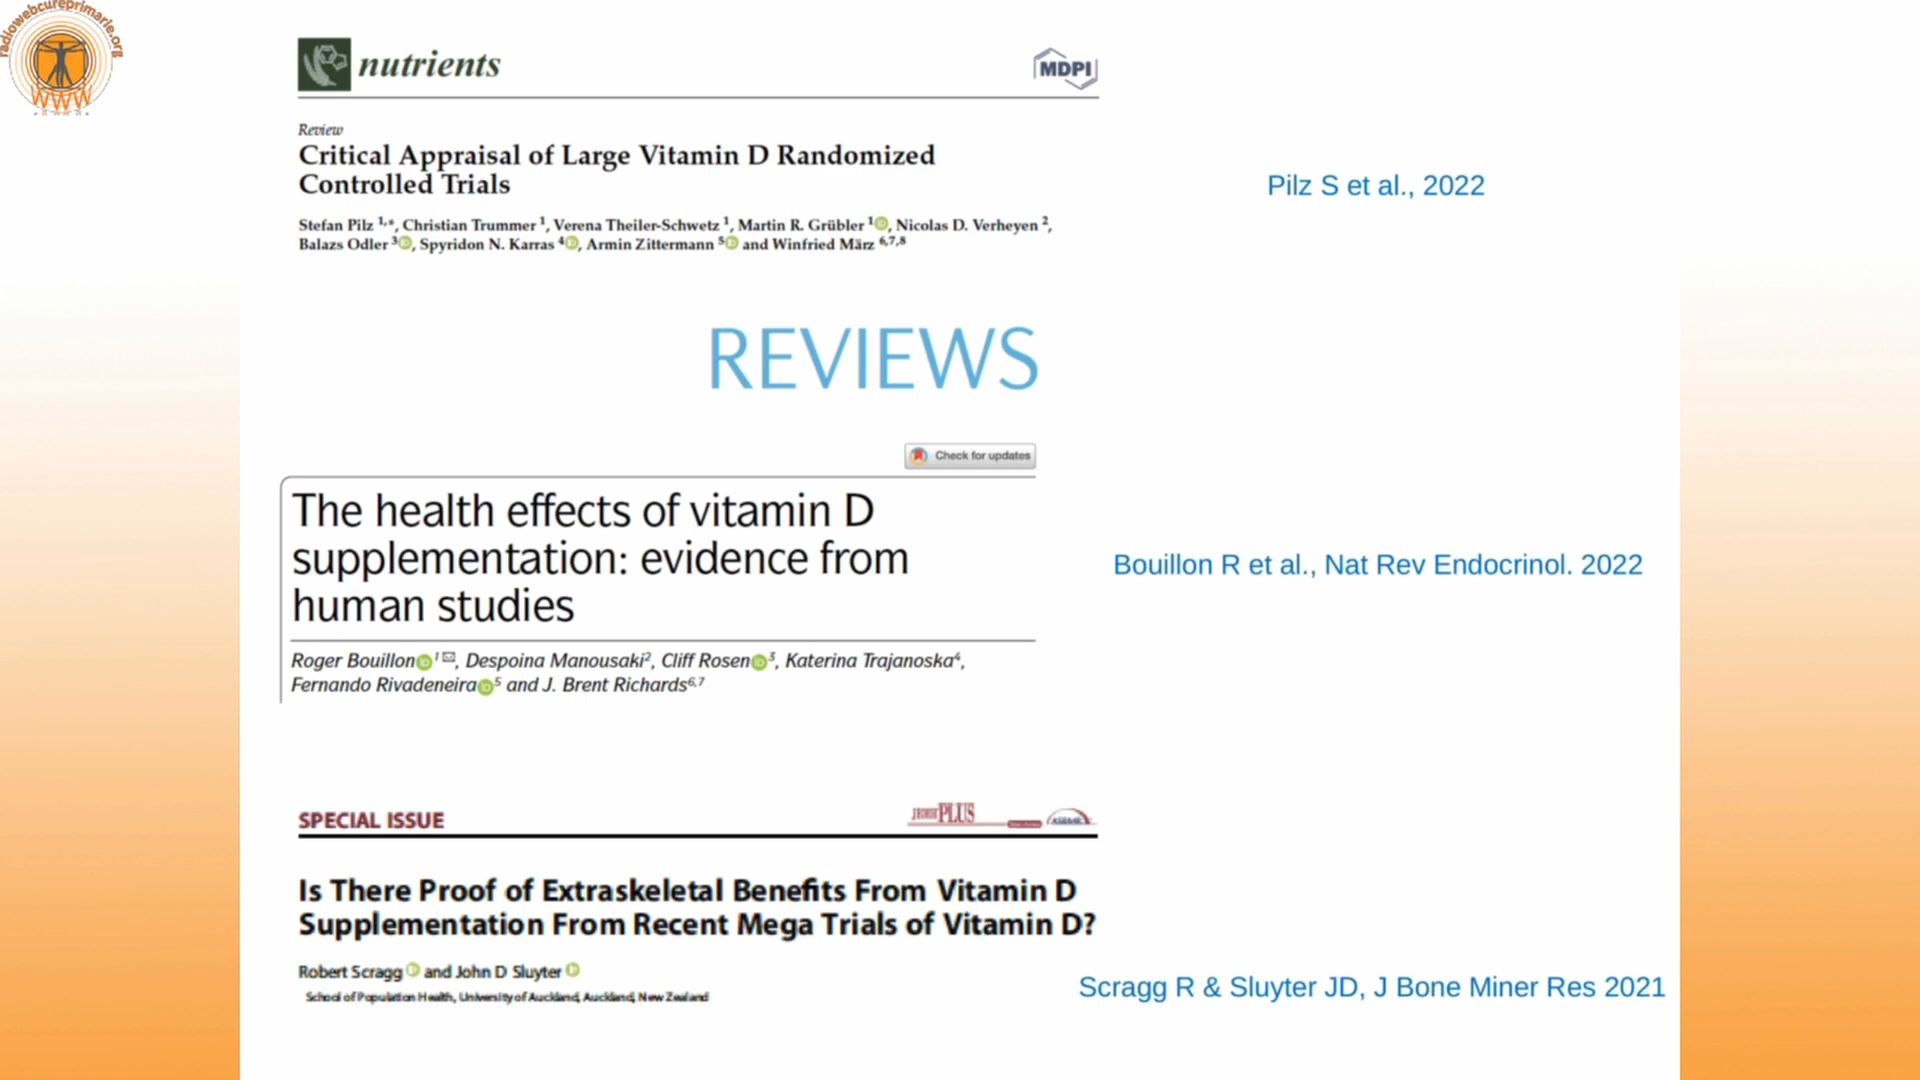 radiowebcureprimarie.org
WWW
nutrients
MDPI
Review
Critical Appraisal of Large Vitamin D Randomized
Controlled Trials
Stefan Pilz 1,*, Christian Trummer 1, Verena Theiler-Schwetz 1, Martin R. Grübler 1, Nicolas D. Verheyen 2,
Balazs Odler 3, Spyridon N. Karras 4, Armin Zittermann 5 and Winfried März 6,7,8
Pilz S et al., 2022
REVIEWS
Check for updates
The health effects of vitamin D
supplementation: evidence from
human studies
Roger Bouillon 1, Despoina Manousaki2, Cliff Rosen 3, Katerina Trajanoska4,
Fernando Rivadeneira 5 and J. Brent Richards6,7
Bouillon R et al., Nat Rev Endocrinol. 2022
SPECIAL ISSUE
JBMR PLUS
ASBMR
Is There Proof of Extraskeletal Benefits From Vitamin D
Supplementation From Recent Mega Trials of Vitamin D?
Robert Scragg and John D Sluyter
School of Population Health, University of Auckland, Auckland, New Zealand
Scragg R & Sluyter JD, J Bone Miner Res 2021